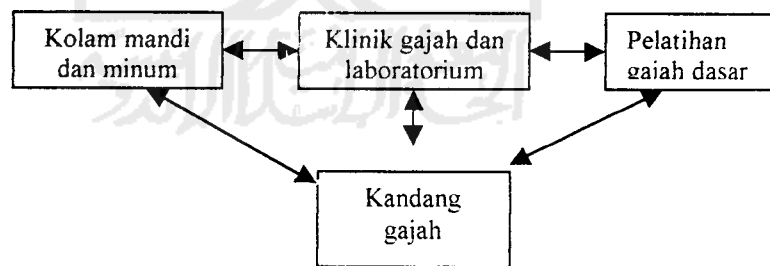 Kolam mandi
dan minum
Klinik gajah dan
laboratorium
Pelatihan
gajah dasar
Kandang
gajah